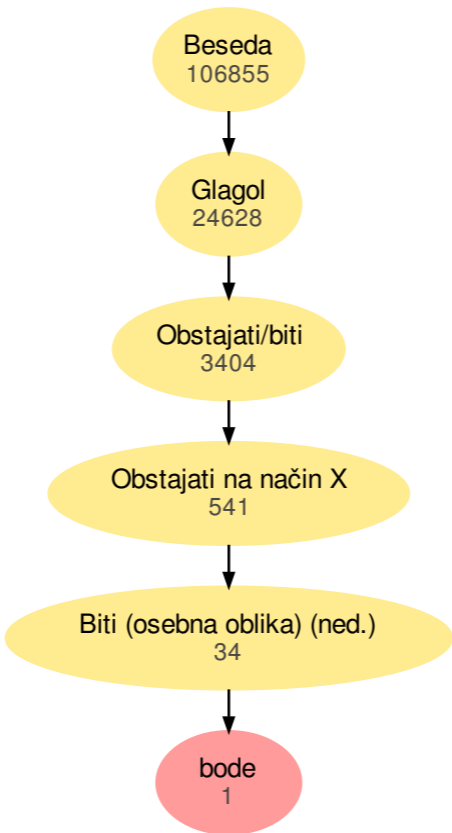 Beseda
106855
Glagol
24628
Obstajati/biti
3404
Obstajati na način X
541
Biti (osebna oblika) (ned.)
34
bode
1